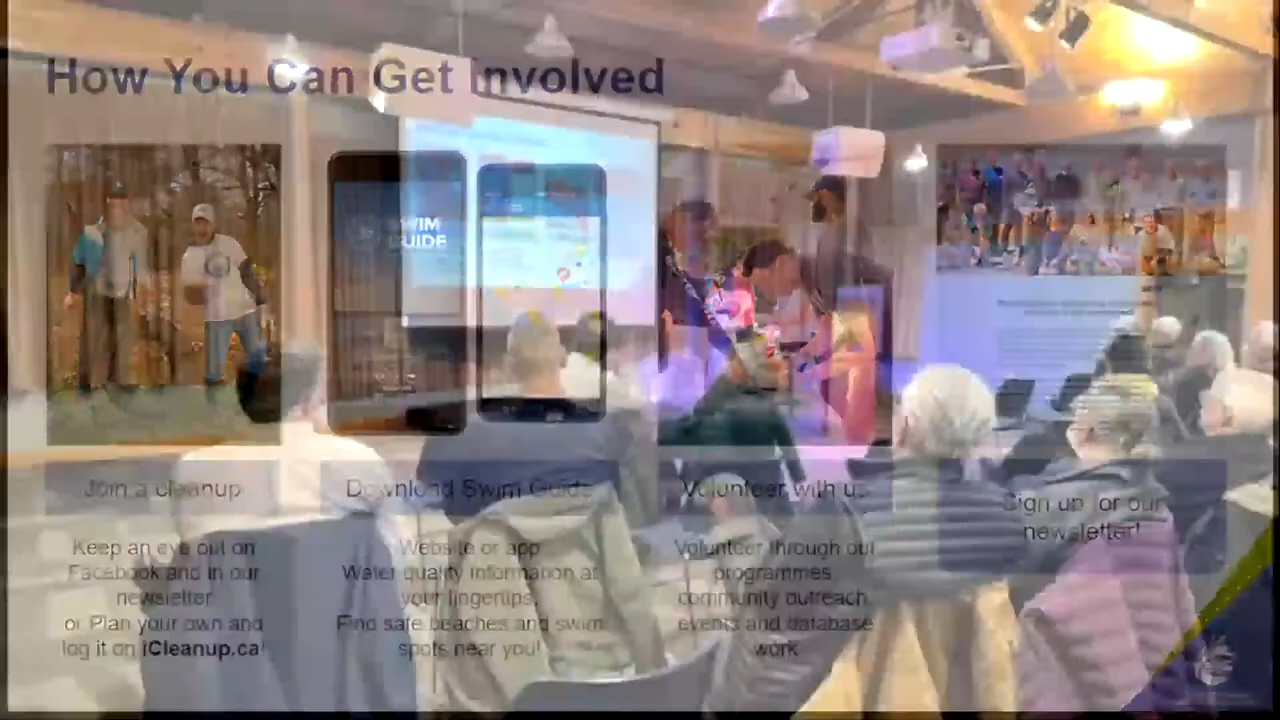 How You Can Get Involved
SWIM
GUIDE
Join a cleanup
Keep an eye out on
Facebook and in our
newsletter
or Plan your own and
log it on iCleanup.ca!
Download Swim Guide
Website or app
Water quality information at
your fingertips.
Find safe beaches and swim
spots near you!
Volunteer with us
Volunteer through our
programmes,
community outreach,
events and database
work
Sign up for our
newsletter!